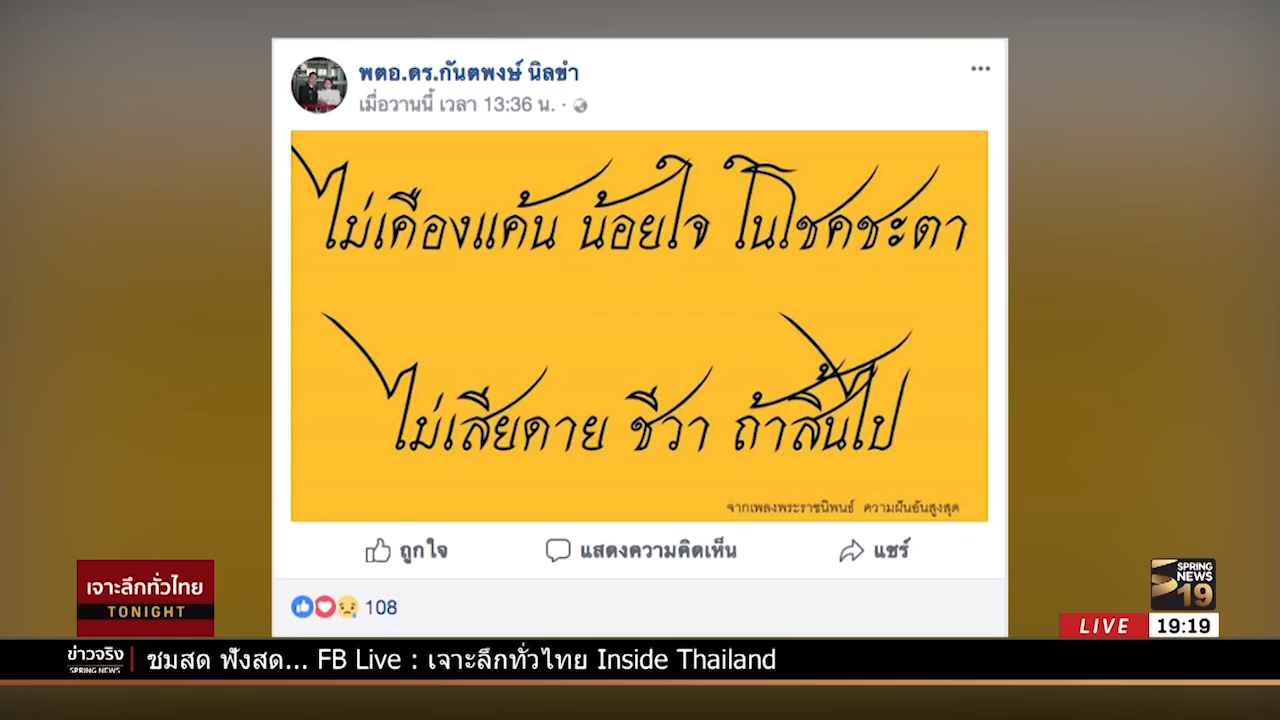 พตอ.ดร.กันตพงษ์ นิลขำ
เมื่อวานนี้ เวลา 13:36 น. ·
ไม่เคืองแค้น น้อยใจ ในโชคชะตา
ไม่เสียดาย ชีวา ถ้าสิ้นไป
จากเพลงพระราชนิพนธ์ ความฝันอันสูงสุด
ถูกใจ แสดงความคิดเห็น แชร์
108
เจาะลึกทั่วไทย
TONIGHT
SPRING
NEWS
19
LIVE 19:19
ข่าวจริง
SPRING NEWS
ชมสด ฟังสด... FB Live : เจาะลึกทั่วไทย Inside Thailand